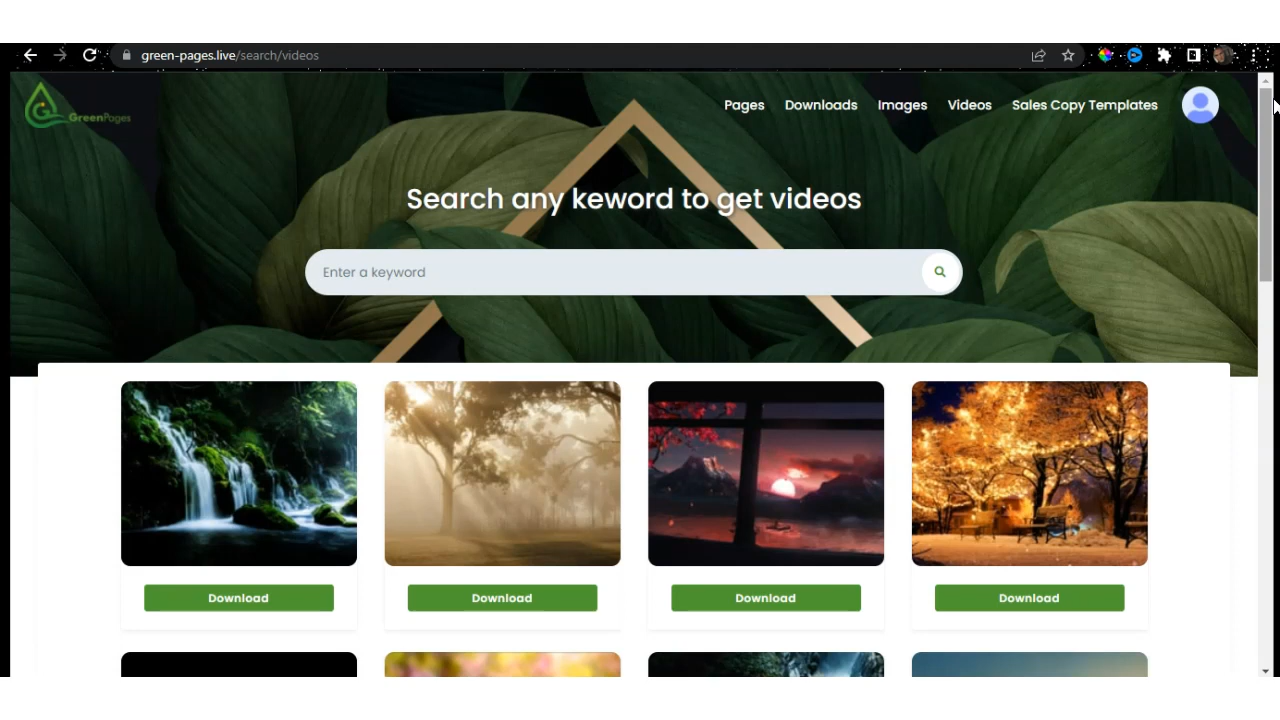 green-pages.live/search/videos
GreenPages
Pages Downloads Images Videos Sales Copy Templates
Search any keword to get videos
Enter a keyword
Download Download Download Download